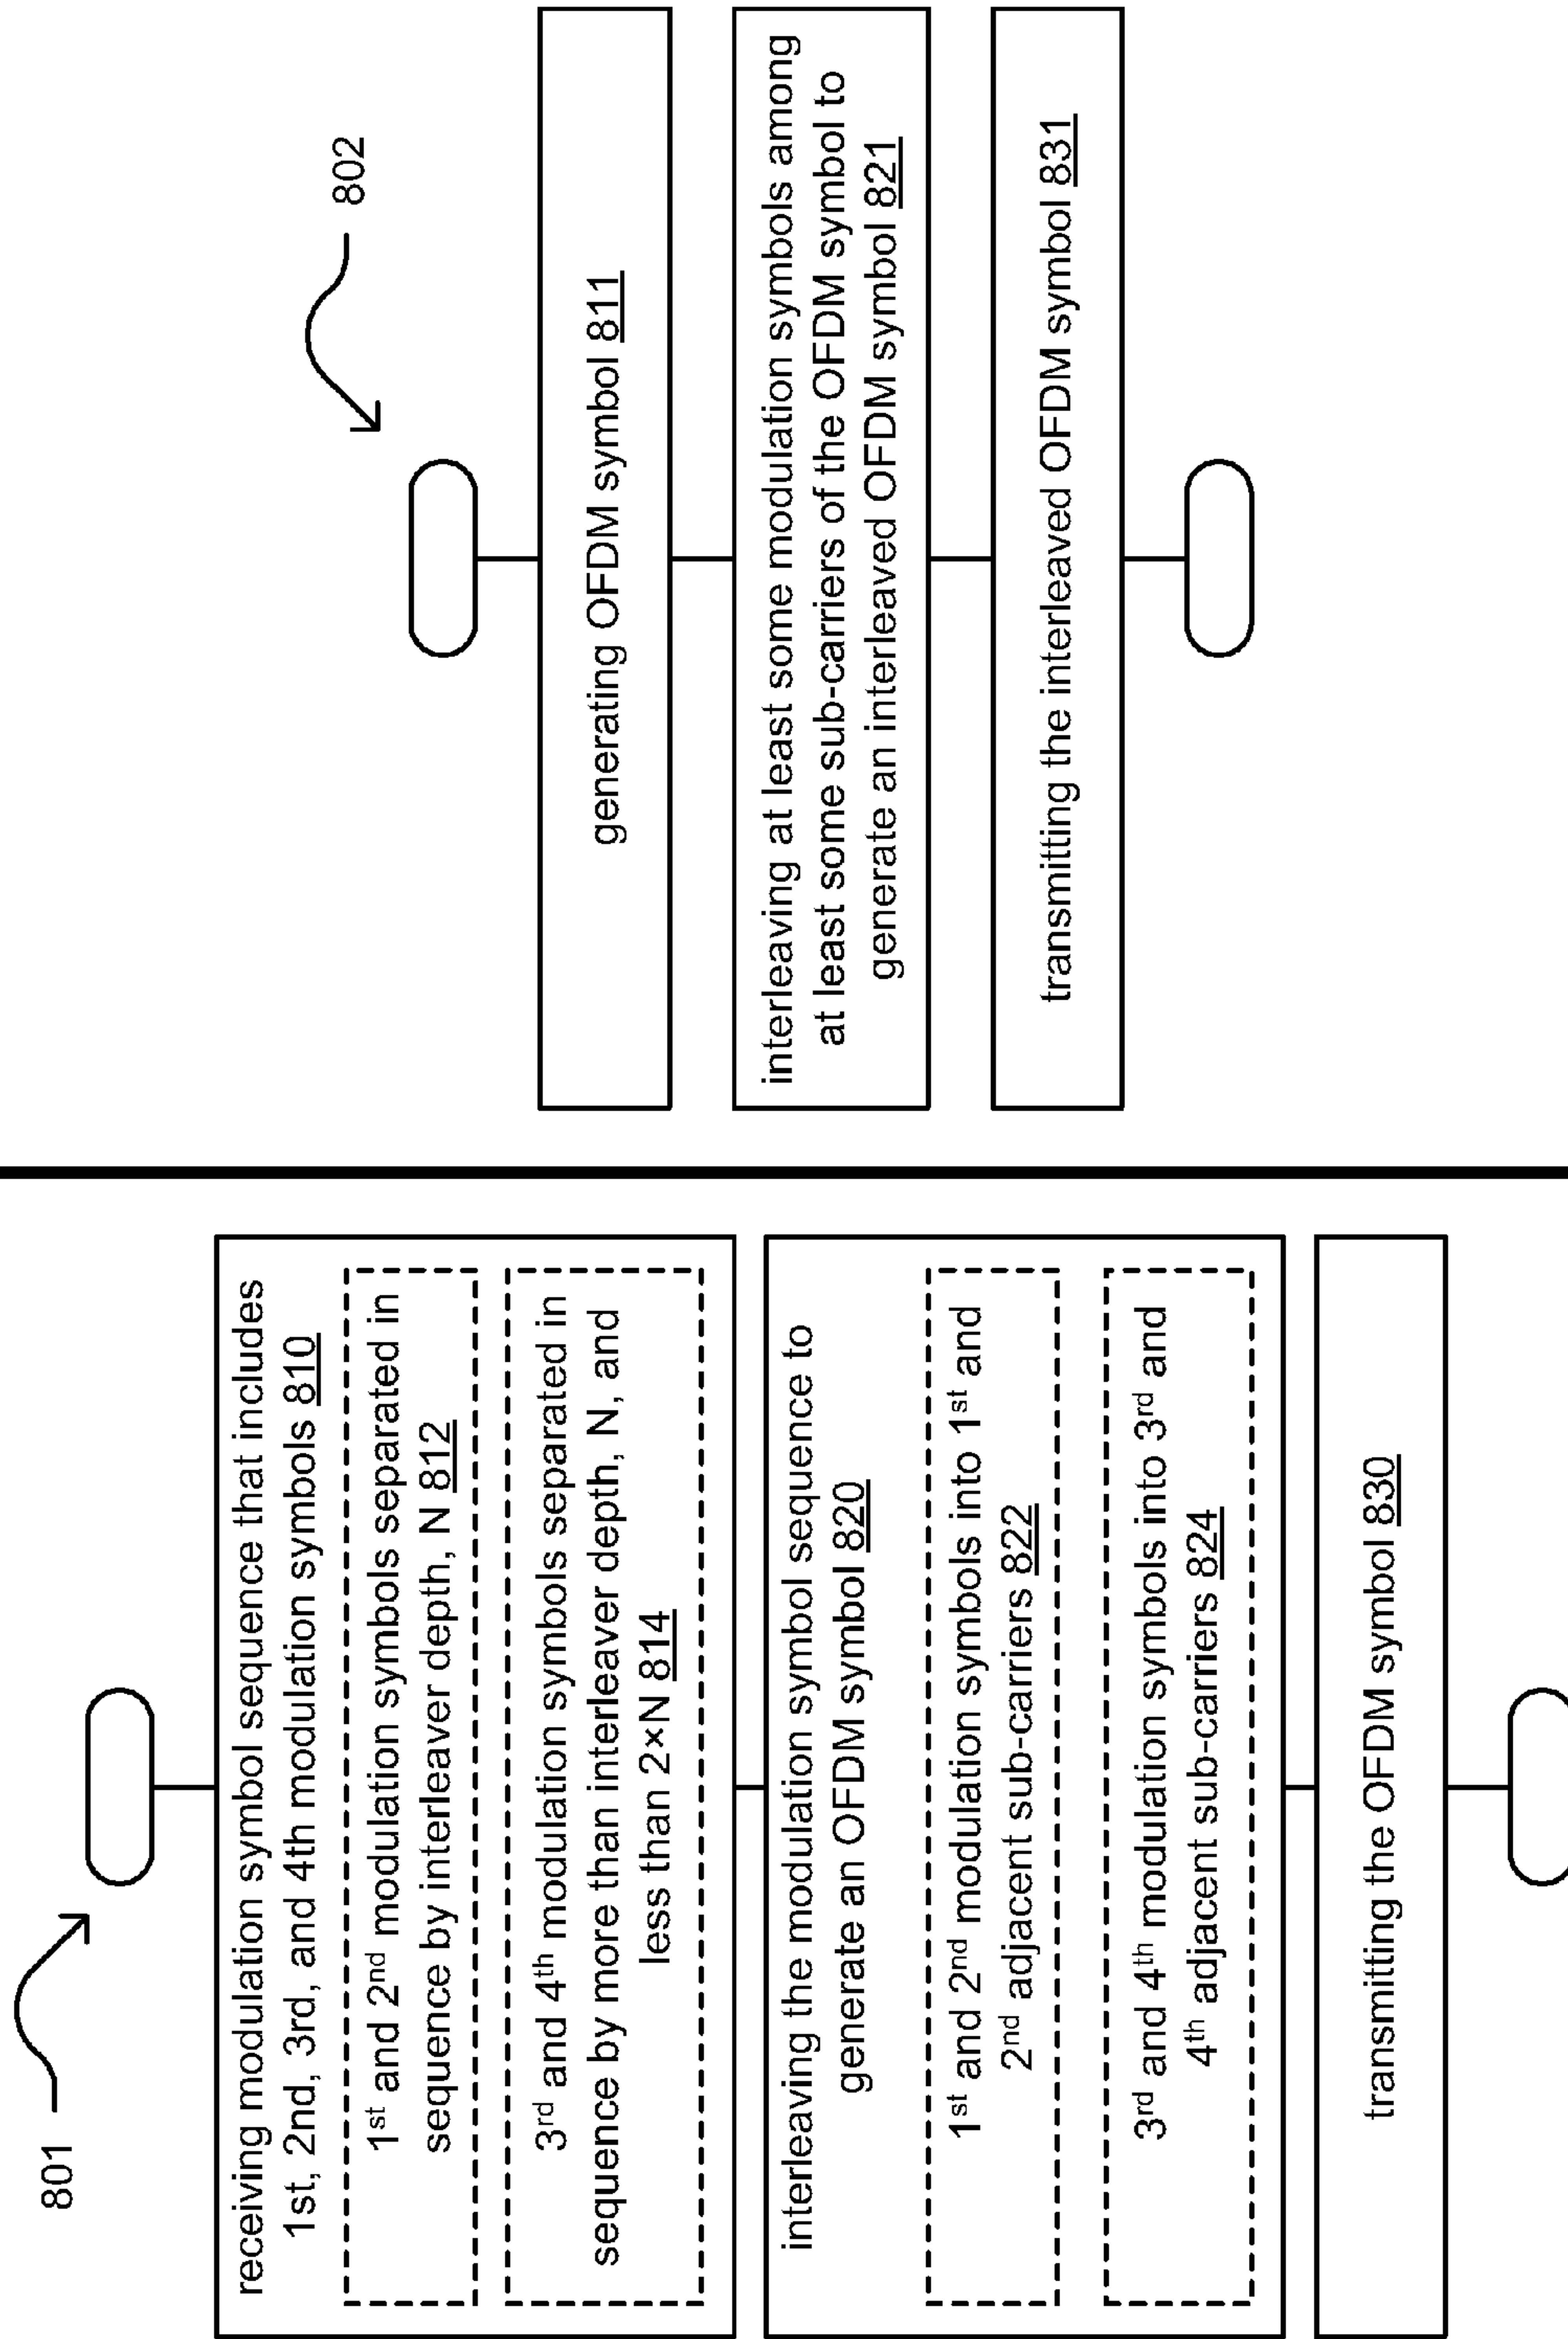 801
receiving modulation symbol sequence that includes
1st, 2nd, 3rd, and 4th modulation symbols 810
1st and 2nd modulation symbols separated in
sequence by interleaver depth, N 812
3rd and 4th modulation symbols separated in
sequence by more than interleaver depth, N, and
less than 2×N 814
interleaving the modulation symbol sequence to
generate an OFDM symbol 820
1st and 2nd modulation symbols into 1st and
2nd adjacent sub-carriers 822
3rd and 4th modulation symbols into 3rd and
4th adjacent sub-carriers 824
transmitting the OFDM symbol 830
802
generating OFDM symbol 811
interleaving at least some modulation symbols among
at least some sub-carriers of the OFDM symbol to
generate an interleaved OFDM symbol 821
transmitting the interleaved OFDM symbol 831